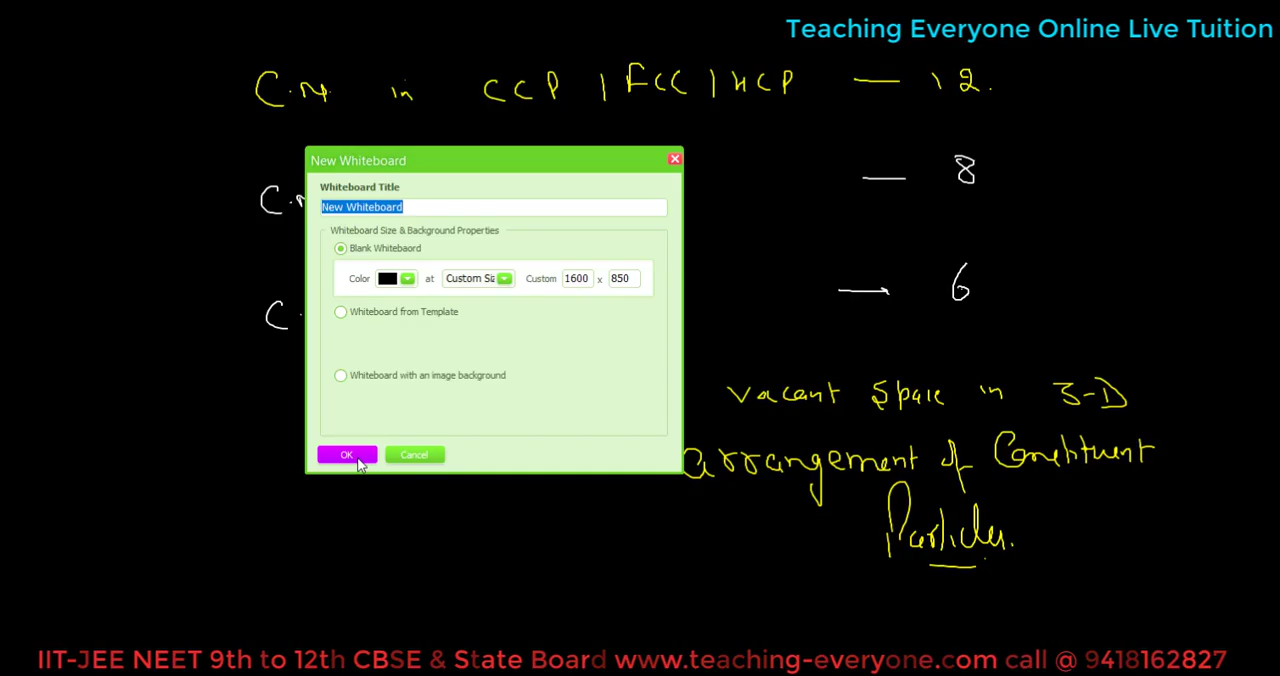 Teaching Everyone Online Live Tuition
C.no. in CCP | FCC | HCP — 12.
New Whiteboard
Whiteboard Title
New Whiteboard
C.n — 8
Whiteboard Size & Background Properties
Blank Whitebaord
Color at Custom Siz Custom 1600 x 850
C. → 6
Whiteboard from Template
Whiteboard with an image background
Vacant Space in 3-D
OK Cancel
arrangement of Constituent
Particles.
IIT-JEE NEET 9th to 12th CBSE & State Board www.teaching-everyone.com call @ 9418162827